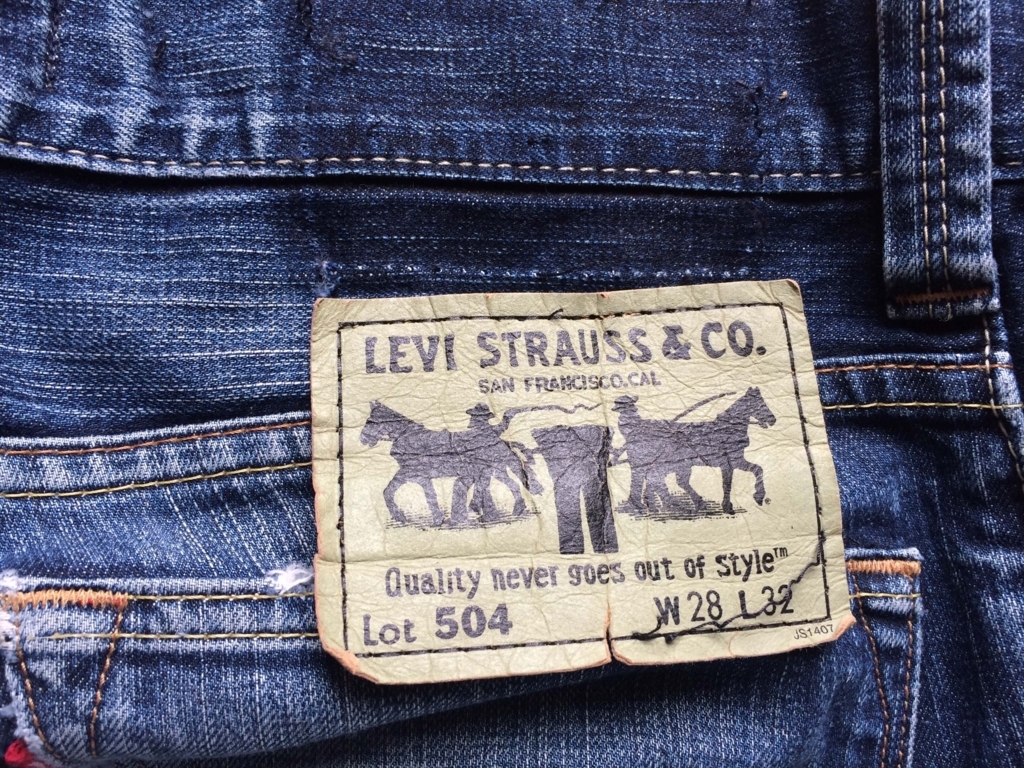 LEVI STRAUSS & CO.
SAN FRANCISCO.CAL
Quality never goes out of style™
Lot 504 W 28 L 32
JS1407